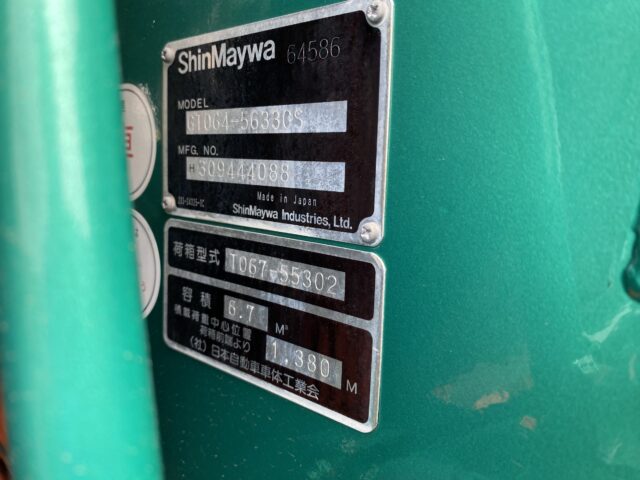 ShinMaywa 64586
MODEL
GT064-56330S
MFG. NO.
H309444088
Made in Japan
ShinMaywa Industries, Ltd.
荷箱型式 T067-55302
容積 6.7 M³
積載荷重中心位置
荷箱前端より 1.380 M
(社)日本自動車車体工業会